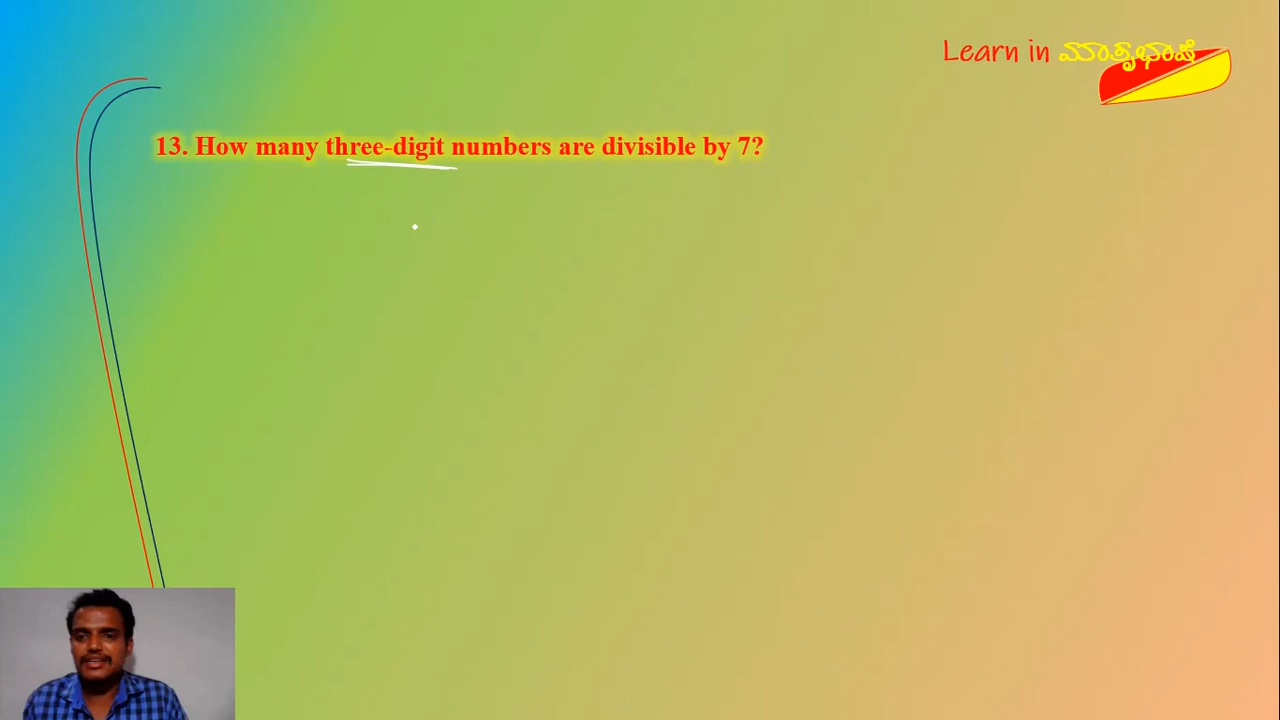 Learn in ಮಾತೃಭಾಷೆ
13. How many three-digit numbers are divisible by 7?